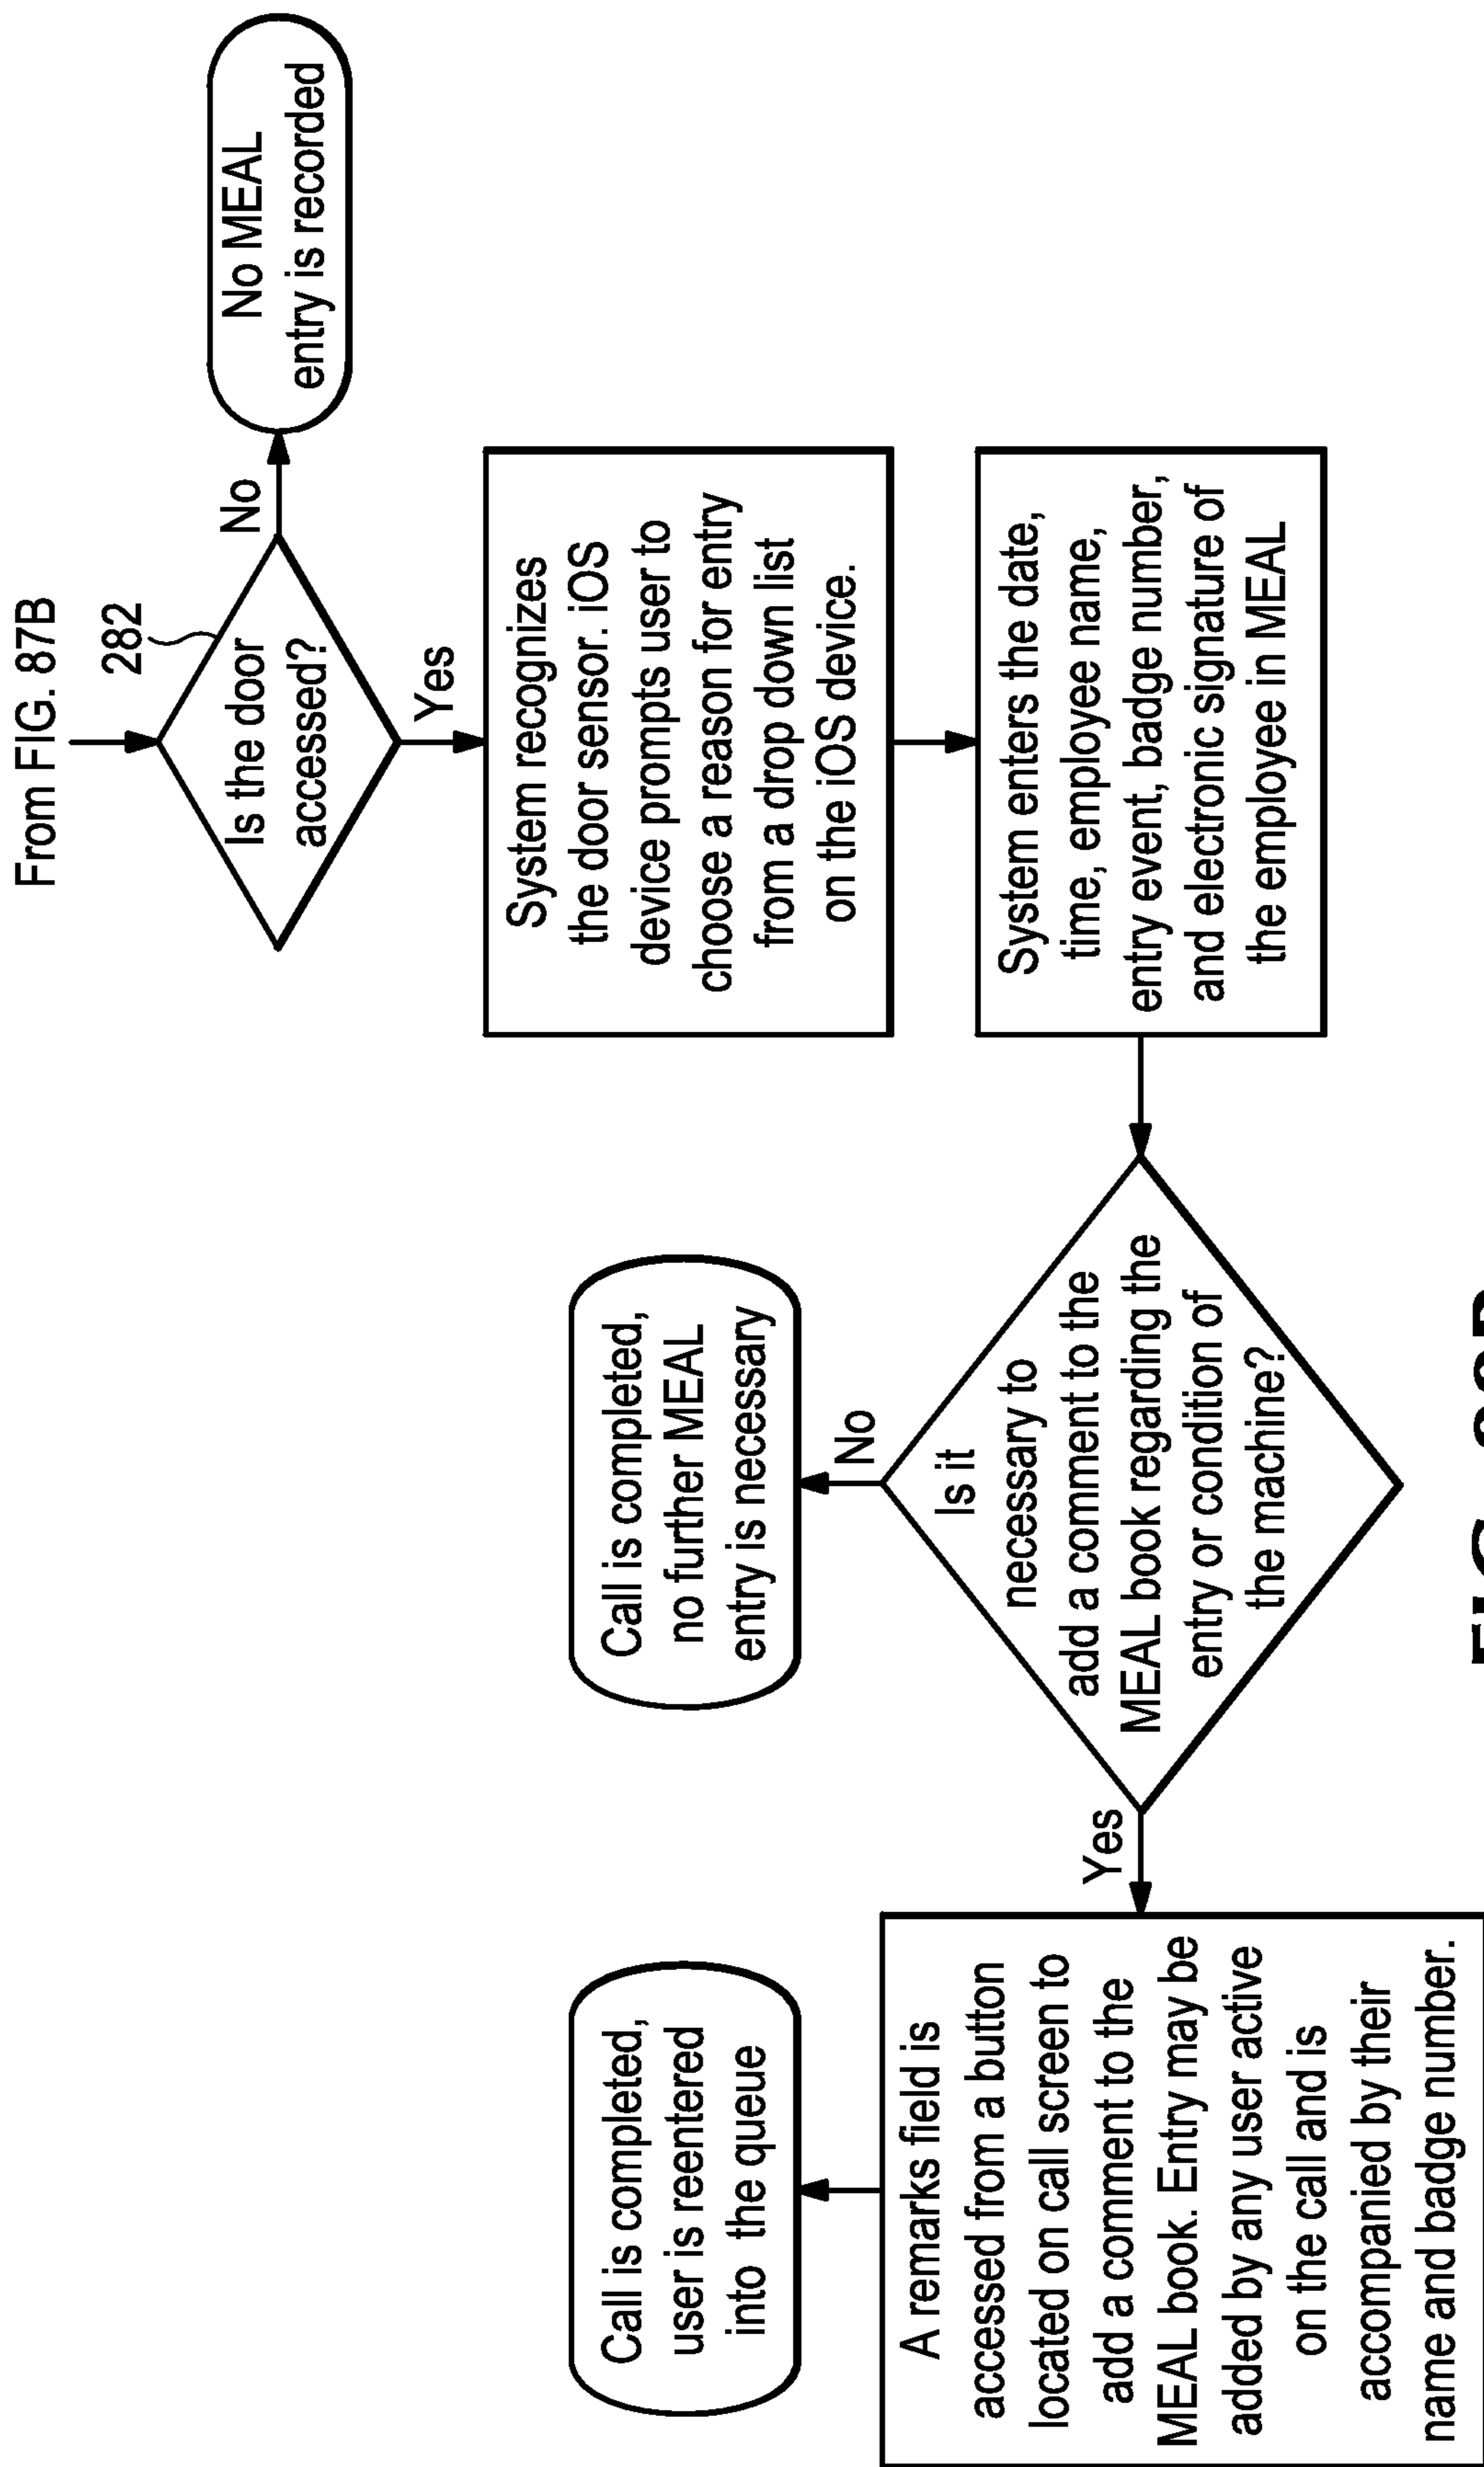 From FIG. 87B
282
Is the door
accessed?
No
No MEAL
entry is recorded
Yes
System recognizes
the door sensor. iOS
device prompts user to
choose a reason for entry
from a drop down list
on the iOS device.
System enters the date,
time, employee name,
entry event, badge number,
and electronic signature of
the employee in MEAL
Is it
necessary to
add a comment to the
MEAL book regarding the
entry or condition of
the machine?
No
Call is completed,
no further MEAL
entry is necessary
Yes
A remarks field is
accessed from a button
located on call screen to
add a comment to the
MEAL book. Entry may be
added by any user active
on the call and is
accompanied by their
name and badge number.
Call is completed,
user is reentered
into the queue
FIG.